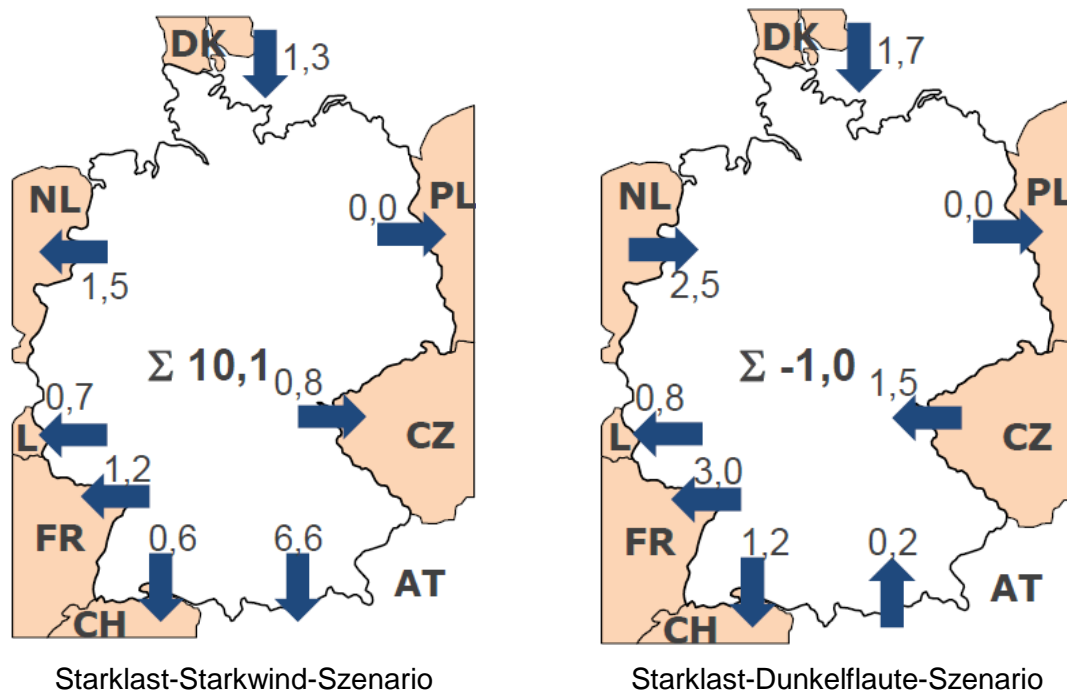 DK
1,3
NL
1,5
0,0
PL
Σ 10,1
0,8
0,7
L
CZ
1,2
FR
0,6
6,6
AT
CH
Starklast-Starkwind-Szenario
DK
1,7
NL
2,5
0,0
PL
Σ -1,0
1,5
0,8
L
CZ
3,0
FR
1,2
0,2
AT
CH
Starklast-Dunkelflaute-Szenario